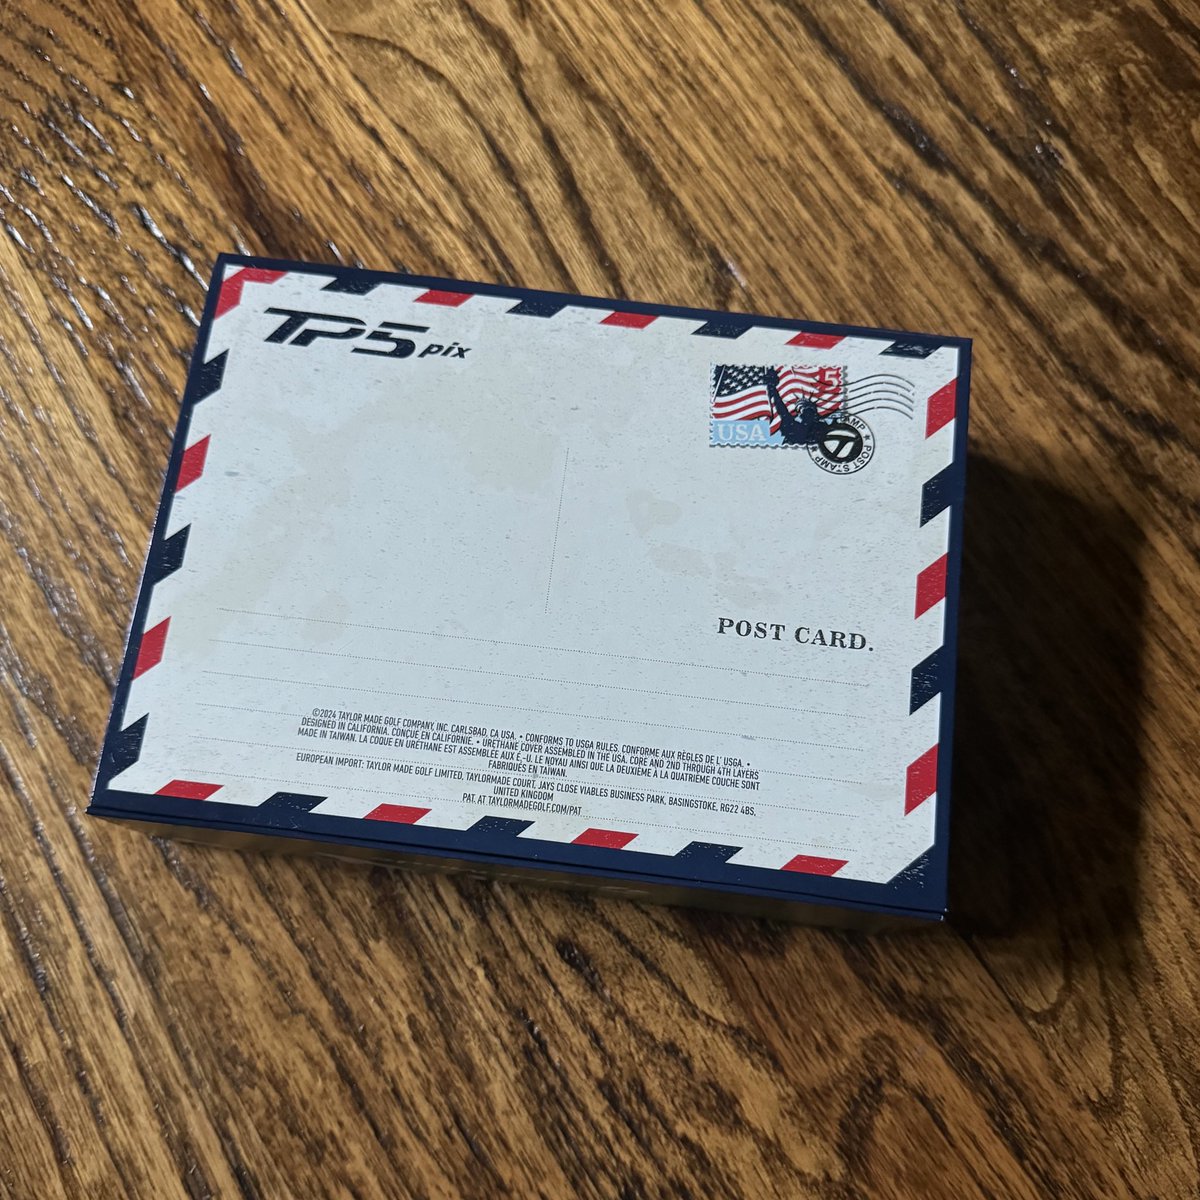 TP5 pix
5
USA
POST STAMP ★ POST STAMP ★
POST CARD.
©2024 TAYLOR MADE GOLF COMPANY, INC. CARLSBAD, CA USA. • CONFORMS TO USGA RULES. CONFORME AUX RÈGLES DE L' USGA. •
DESIGNED IN CALIFORNIA. CONÇUE EN CALIFORNIE. • URETHANE COVER ASSEMBLED IN THE USA. CORE AND 2ND THROUGH 4TH LAYERS
MADE IN TAIWAN. LA COQUE EN URÉTHANE EST ASSEMBLÉE AUX É.-U. LE NOYAU AINSI QUE LA DEUXIÈME À LA QUATRIÈME COUCHE SONT
FABRIQUÉS EN TAIWAN.
EUROPEAN IMPORT: TAYLOR MADE GOLF LIMITED, TAYLORMADE COURT, JAYS CLOSE VIABLES BUSINESS PARK, BASINGSTOKE, RG22 4BS,
UNITED KINGDOM
PAT. AT TAYLORMADEGOLF.COM/PAT